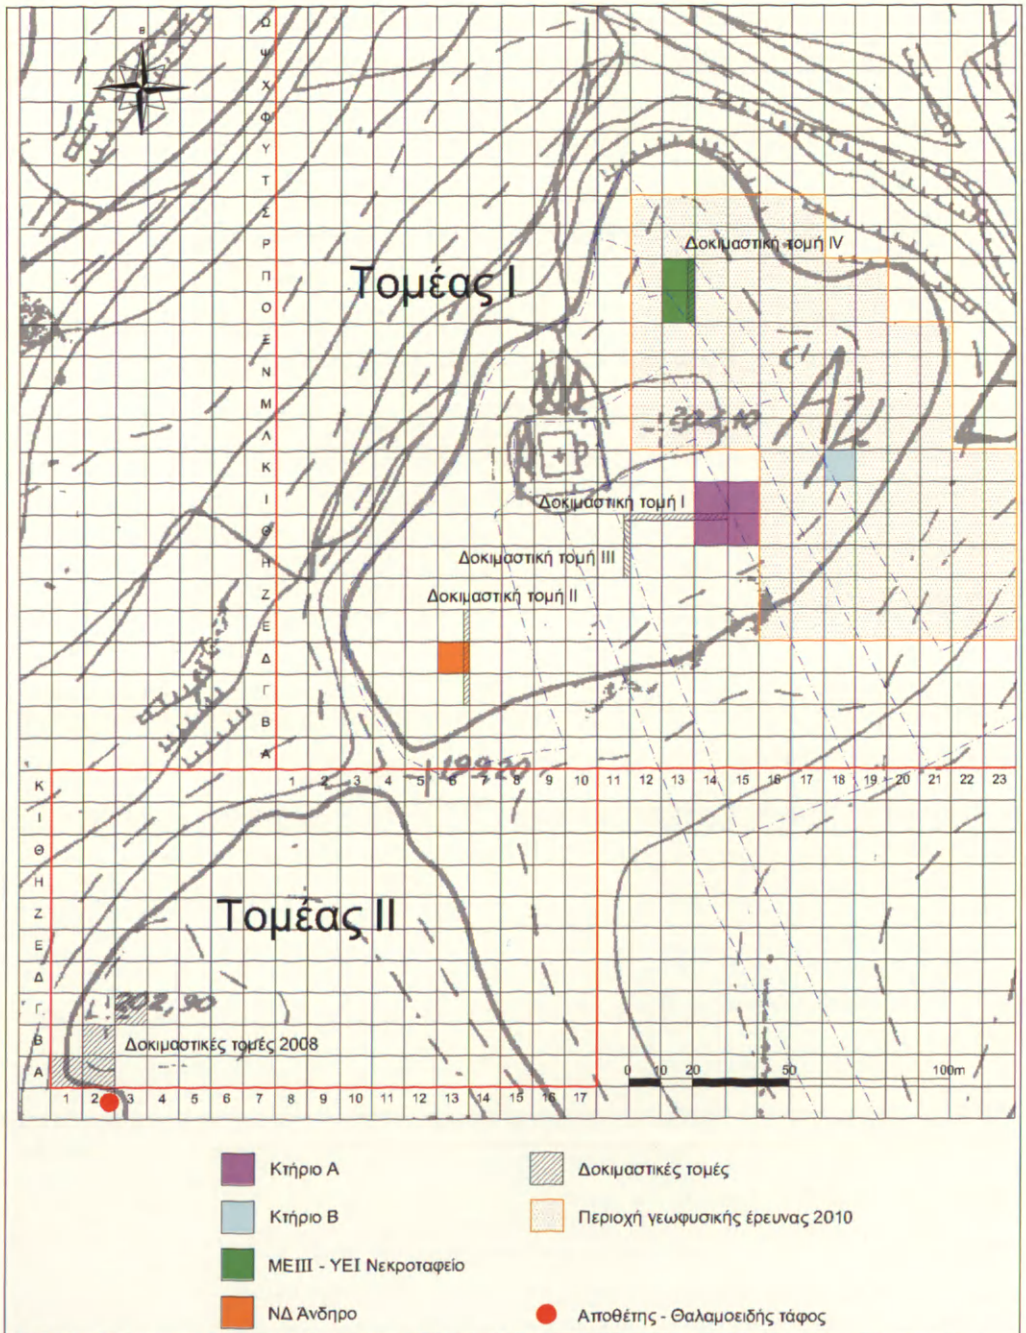 Β
Ω
Ψ
Χ
Φ
Υ
Τ
Σ
Ρ
Π
Ο
Ξ
Ν
Μ
Λ
Κ
Ι
Θ
Η
Ζ
Ε
Δ
Γ
Β
Α
Τομέας Ι
Δοκιμαστική τομή IV
Δοκιμαστική τομή Ι
Δοκιμαστική τομή ΙΙΙ
Δοκιμαστική τομή ΙΙ
1 2 3 4 5 6 7 8 9 10 11 12 13 14 15 16 17 18 19 20 21 22 23
Κ
Ι
Θ
Η
Ζ
Ε
Δ
Γ
Β
Α
Τομέας ΙΙ
202,90
Δοκιμαστικές τομές 2008
0 10 20 50 100m
1 2 3 4 5 6 7 8 9 10 11 12 13 14 15 16 17
Κτήριο Α
Κτήριο Β
ΜΕΙΙΙ - ΥΕΙ Νεκροταφείο
ΝΔ Άνδηρο
Δοκιμαστικές τομές
Περιοχή γεωφυσικής έρευνας 2010
Αποθέτης - Θαλαμοειδής τάφος